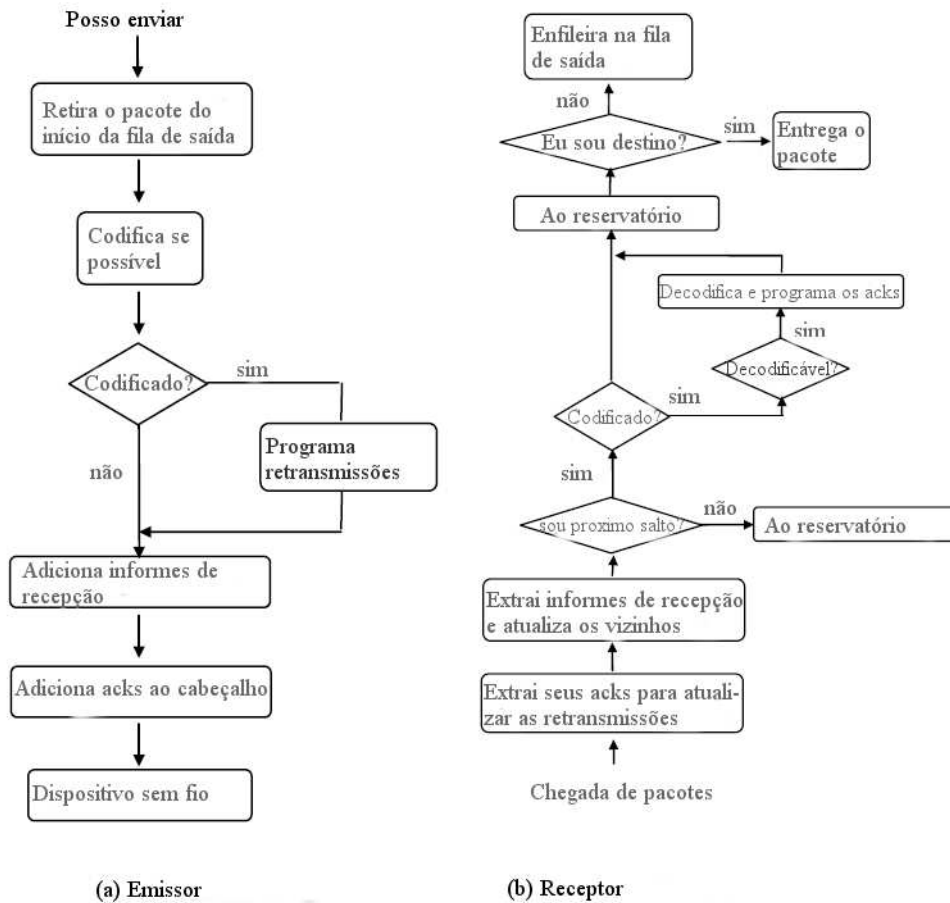 Posso enviar
Retira o pacote do
início da fila de saída
Codifica se
possível
Codificado?
sim
não
Programa
retransmissões
Adiciona informes de
recepção
Adiciona acks ao cabeçalho
Dispositivo sem fio
(a) Emissor
Enfileira na fila
de saída
não
Eu sou destino?
sim
Entrega o
pacote
Ao reservatório
Decodifica e programa os acks
sim
Decodificável?
Codificado?
sim
sim
sou proximo salto?
não
Ao reservatório
Extrai informes de recepção
e atualiza os vizinhos
Extrai seus acks para atuali-
zar as retransmissões
Chegada de pacotes
(b) Receptor